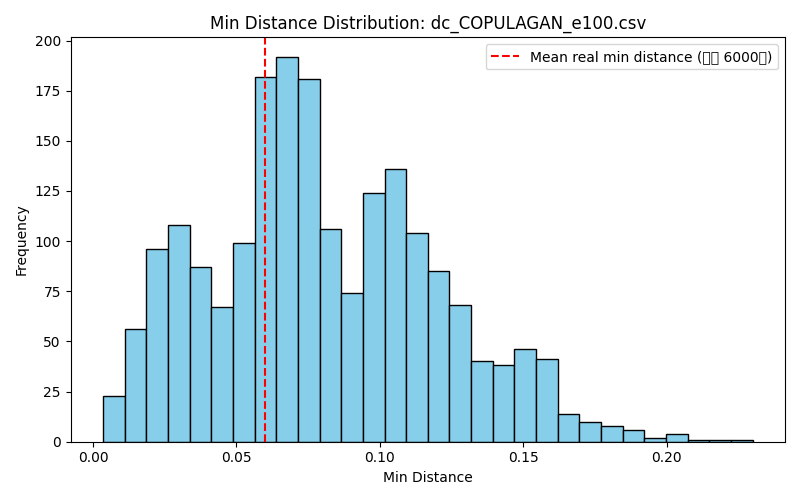 Min Distance Distribution: dc_COPULAGAN_e100.csv
Mean real min distance (▯▯ 6000▯)
200
175
150
125
100
75
50
25
0
Frequency
0.00 0.05 0.10 0.15 0.20
Min Distance